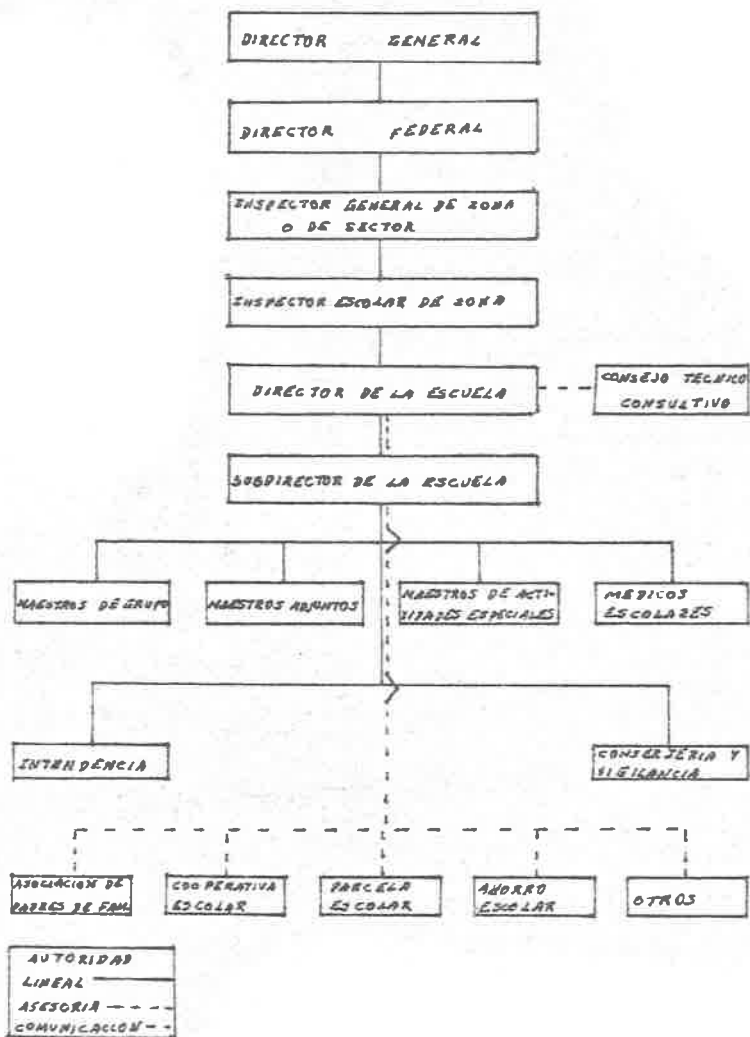 DIRECTOR GENERAL
DIRECTOR FEDERAL
INSPECTOR GENERAL DE ZONA
O DE SECTOR
INSPECTOR ESCOLAR DE ZONA
DIRECTOR DE LA ESCUELA
CONSEJO TECNICO
CONSULTIVO
SUBDIRECTOR DE LA ESCUELA
MAESTROS DE GRUPO
MAESTROS ADJUNTOS
MAESTROS DE ACTI-
VIDADES ESPECIALES
MEDICOS
ESCOLARES
INTENDENCIA
CONSERJERIA Y
VIGILANCIA
ASOCIACION DE
PADRES DE FAM.
COOPERATIVA
ESCOLAR
PARCELA
ESCOLAR
AHORRO
ESCOLAR
OTROS
AUTORIDAD
LINEAL
ASESORIA
COMUNICACION